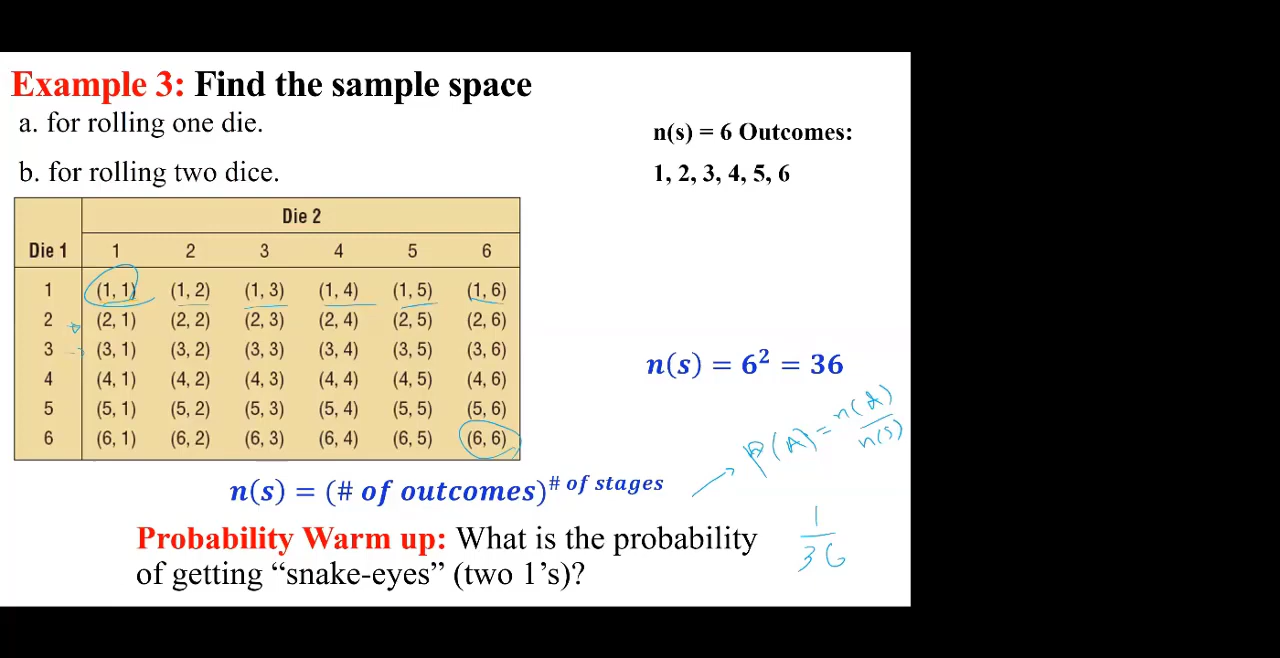 Example 3: Find the sample space
a. for rolling one die.
n(s) = 6 Outcomes:
b. for rolling two dice.
1, 2, 3, 4, 5, 6
Die 2
Die 1 1 2 3 4 5 6
1 (1, 1) (1, 2) (1, 3) (1, 4) (1, 5) (1, 6)
2 (2, 1) (2, 2) (2, 3) (2, 4) (2, 5) (2, 6)
3 (3, 1) (3, 2) (3, 3) (3, 4) (3, 5) (3, 6)
4 (4, 1) (4, 2) (4, 3) (4, 4) (4, 5) (4, 6)
5 (5, 1) (5, 2) (5, 3) (5, 4) (5, 5) (5, 6)
6 (6, 1) (6, 2) (6, 3) (6, 4) (6, 5) (6, 6)
n(s) = 6² = 36
P(A) = n(A)/n(s)
n(s) = (# of outcomes)^# of stages
Probability Warm up: What is the probability
of getting “snake-eyes” (two 1’s)?
1/36